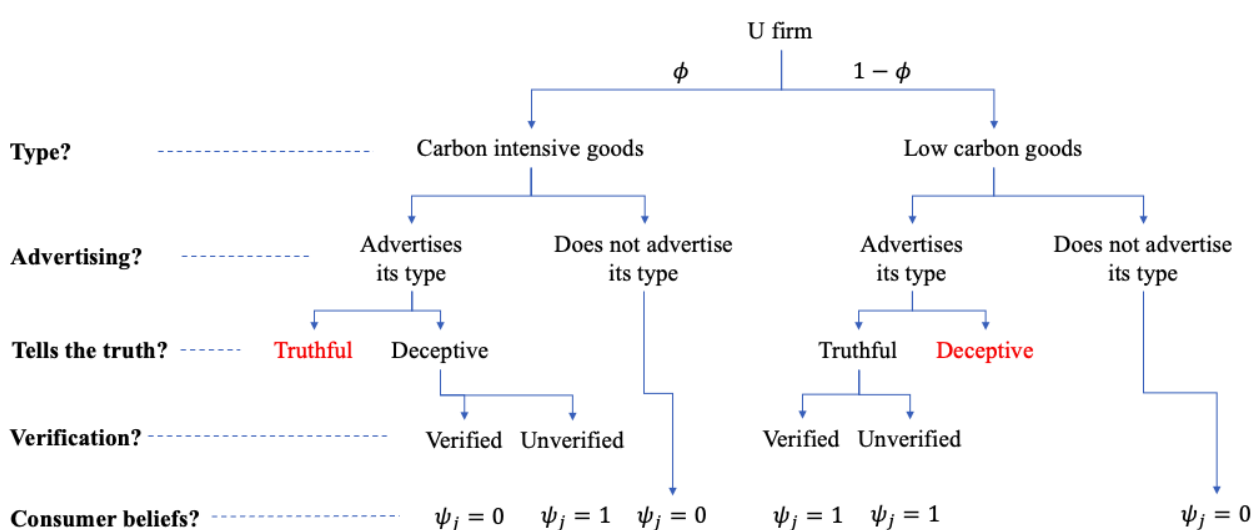 U firm
ϕ 1 − ϕ
Type? Carbon intensive goods Low carbon goods
Advertising? Advertises its type Does not advertise its type Advertises its type Does not advertise its type
Tells the truth? Truthful Deceptive Truthful Deceptive
Verification? Verified Unverified Verified Unverified
Consumer beliefs? ψⱼ = 0 ψⱼ = 1 ψⱼ = 0 ψⱼ = 1 ψⱼ = 1 ψⱼ = 0